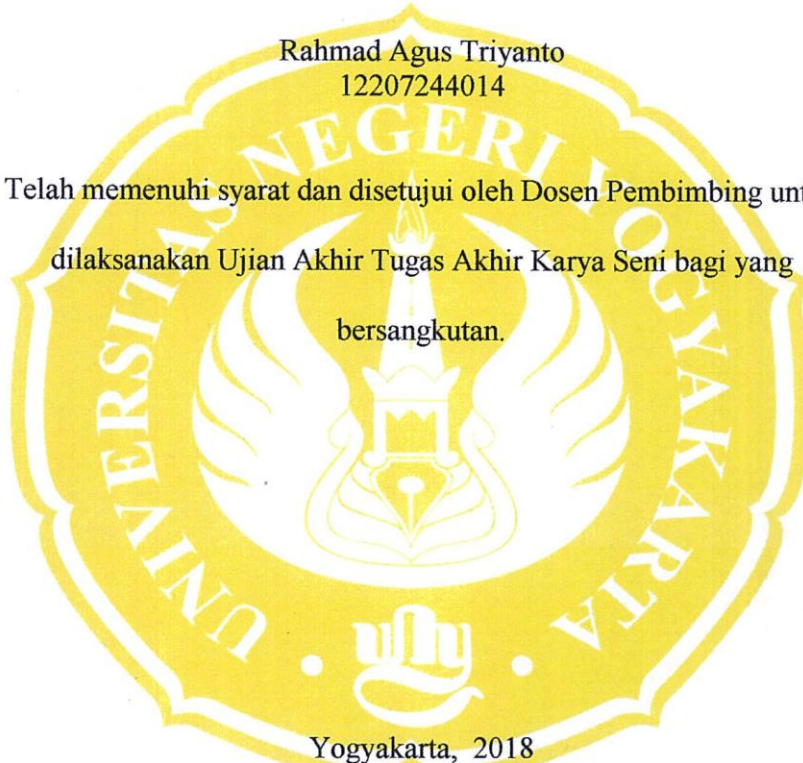 Rahmad Agus Triyanto
12207244014
UNIVERSITAS NEGERI YOGYAKARTA
Telah memenuhi syarat dan disetujui oleh Dosen Pembimbing
dilaksanakan Ujian Akhir Tugas Akhir Karya Seni bagi yang
bersangkutan.
uny
Yogyakarta, 2018